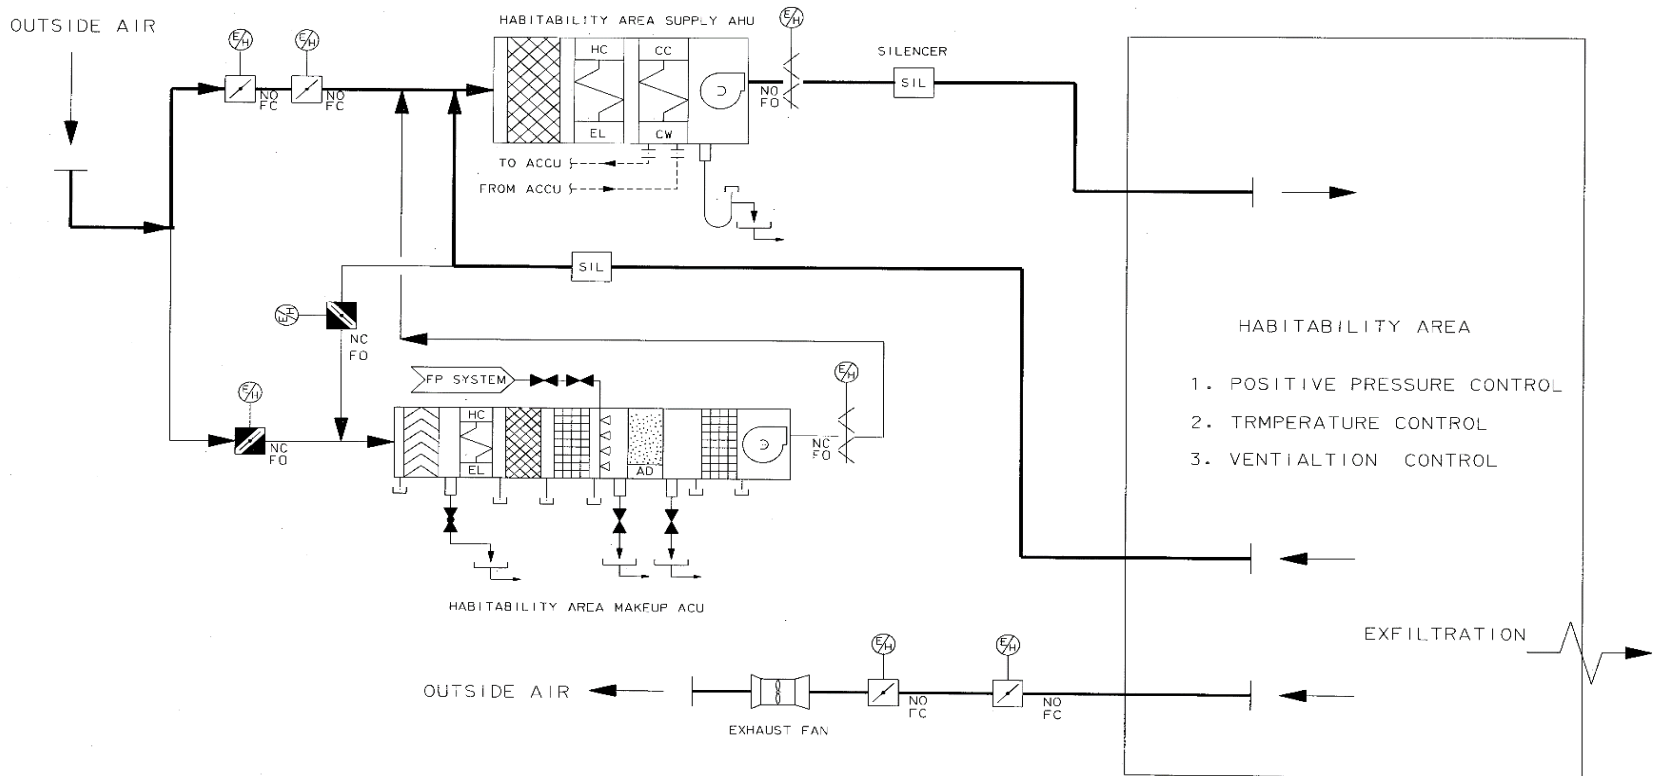 OUTSIDE AIR
HABITABILITY AREA SUPPLY AHU
E/H
E/H
E/H
SILENCER
HC
CC
SIL
NO
FC
NO
FC
NO
FO
EL
CW
TO ACCU
FROM ACCU
SIL
E/H
NC
FO
HABITABILITY AREA
1. POSITIVE PRESSURE CONTROL
2. TRMPERATURE CONTROL
3. VENTIALTION CONTROL
FP SYSTEM
E/H
E/H
HC
NC
FO
NC
FO
EL
AD
HABITABILITY AREA MAKEUP ACU
EXFILTRATION
E/H
E/H
OUTSIDE AIR
NO
FC
NO
FC
EXHAUST FAN